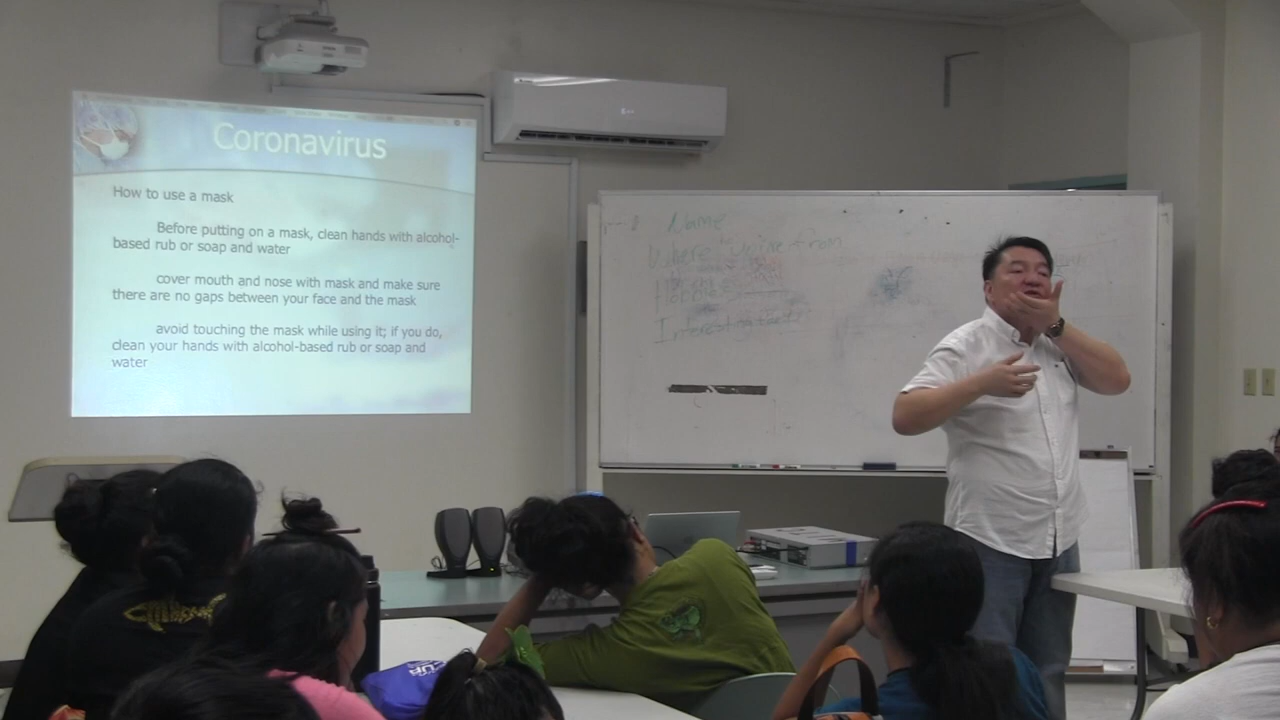 Coronavirus
How to use a mask
Before putting on a mask, clean hands with alcohol-
based rub or soap and water
cover mouth and nose with mask and make sure
there are no gaps between your face and the mask
avoid touching the mask while using it; if you do,
clean your hands with alcohol-based rub or soap and
water
Name
Where you're from
Hobbies
Interesting fact